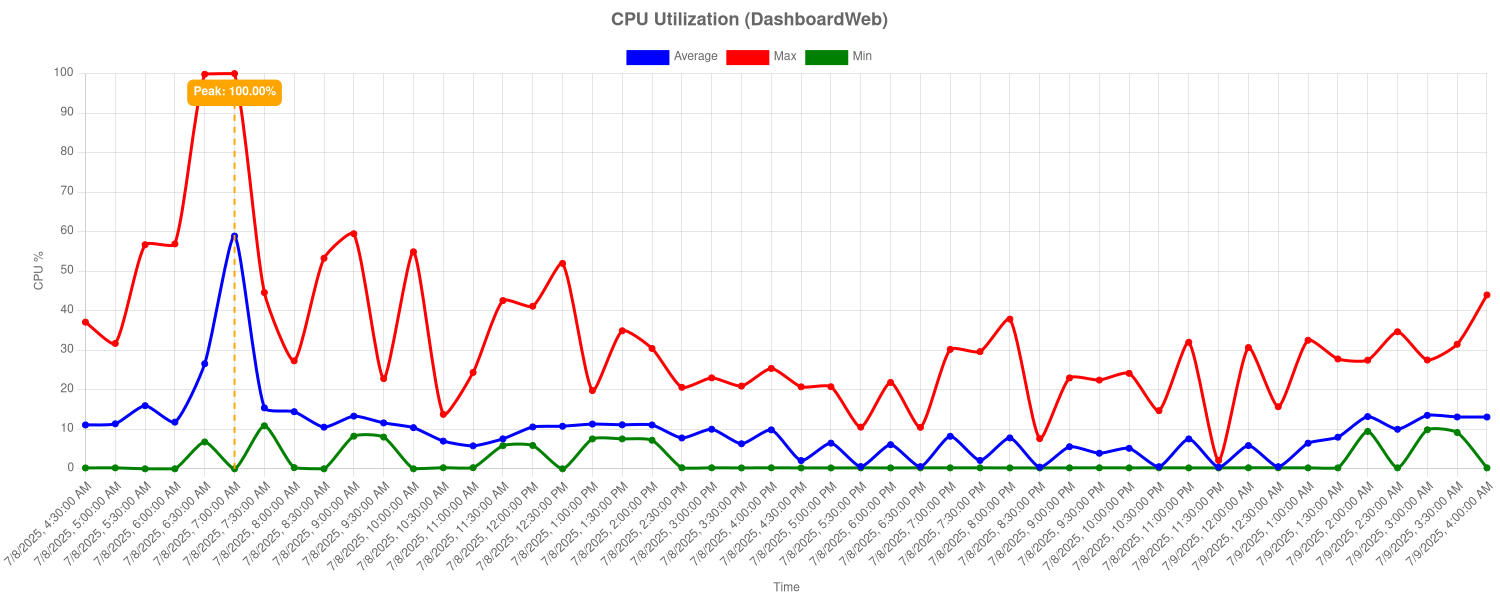 CPU Utilization (DashboardWeb)
Average Max Min
100
Peak: 100.00%
90
80
70
60
50
40
30
20
10
0
CPU %
7/8/2025, 4:30:00 AM
7/8/2025, 5:00:00 AM
7/8/2025, 5:30:00 AM
7/8/2025, 6:00:00 AM
7/8/2025, 6:30:00 AM
7/8/2025, 7:00:00 AM
7/8/2025, 7:30:00 AM
7/8/2025, 8:00:00 AM
7/8/2025, 8:30:00 AM
7/8/2025, 9:00:00 AM
7/8/2025, 9:30:00 AM
7/8/2025, 10:00:00 AM
7/8/2025, 10:30:00 AM
7/8/2025, 11:00:00 AM
7/8/2025, 11:30:00 AM
7/8/2025, 12:00:00 PM
7/8/2025, 12:30:00 PM
7/8/2025, 1:00:00 PM
7/8/2025, 1:30:00 PM
7/8/2025, 2:00:00 PM
7/8/2025, 2:30:00 PM
7/8/2025, 3:00:00 PM
7/8/2025, 3:30:00 PM
7/8/2025, 4:00:00 PM
7/8/2025, 4:30:00 PM
7/8/2025, 5:00:00 PM
7/8/2025, 5:30:00 PM
7/8/2025, 6:00:00 PM
7/8/2025, 6:30:00 PM
7/8/2025, 7:00:00 PM
7/8/2025, 7:30:00 PM
7/8/2025, 8:00:00 PM
7/8/2025, 8:30:00 PM
7/8/2025, 9:00:00 PM
7/8/2025, 9:30:00 PM
7/8/2025, 10:00:00 PM
7/8/2025, 10:30:00 PM
7/8/2025, 11:00:00 PM
7/8/2025, 11:30:00 PM
7/9/2025, 12:00:00 AM
7/9/2025, 12:30:00 AM
7/9/2025, 1:00:00 AM
7/9/2025, 1:30:00 AM
7/9/2025, 2:00:00 AM
7/9/2025, 2:30:00 AM
7/9/2025, 3:00:00 AM
7/9/2025, 3:30:00 AM
7/9/2025, 4:00:00 AM
Time